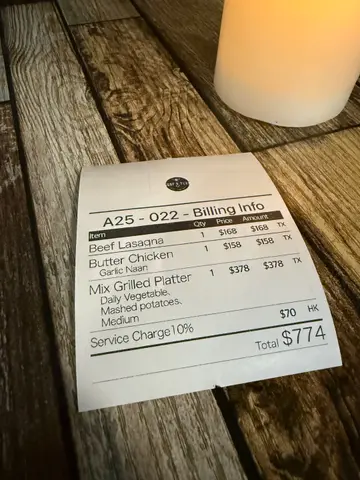 A25 - 022 - Billing Info
Item Qty Price Amount
Beef Lasagna 1 $168 $168 TX
Butter Chicken 1 $158 $158 TX
Garlic Naan
Mix Grilled Platter 1 $378 $378 TX
Daily Vegetable,
Mashed potatoes,
Medium
Service Charge10% $70 HK
Total $774